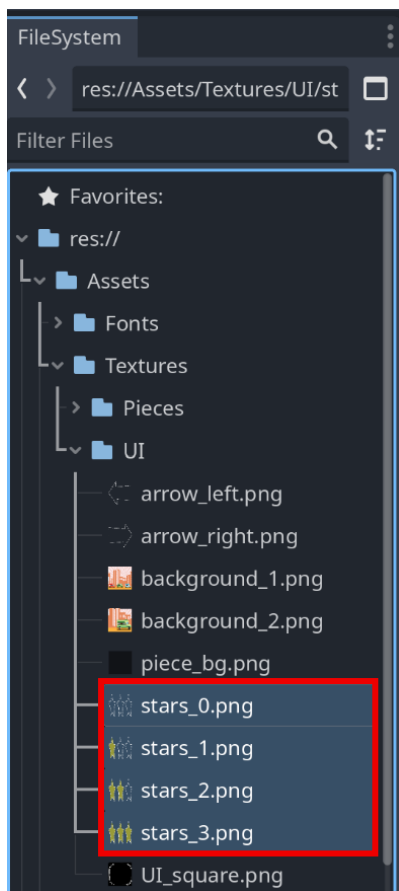 FileSystem
res://Assets/Textures/UI/st
Filter Files
Favorites:
res://
Assets
Fonts
Textures
Pieces
UI
arrow_left.png
arrow_right.png
background_1.png
background_2.png
piece_bg.png
stars_0.png
stars_1.png
stars_2.png
stars_3.png
UI_square.png